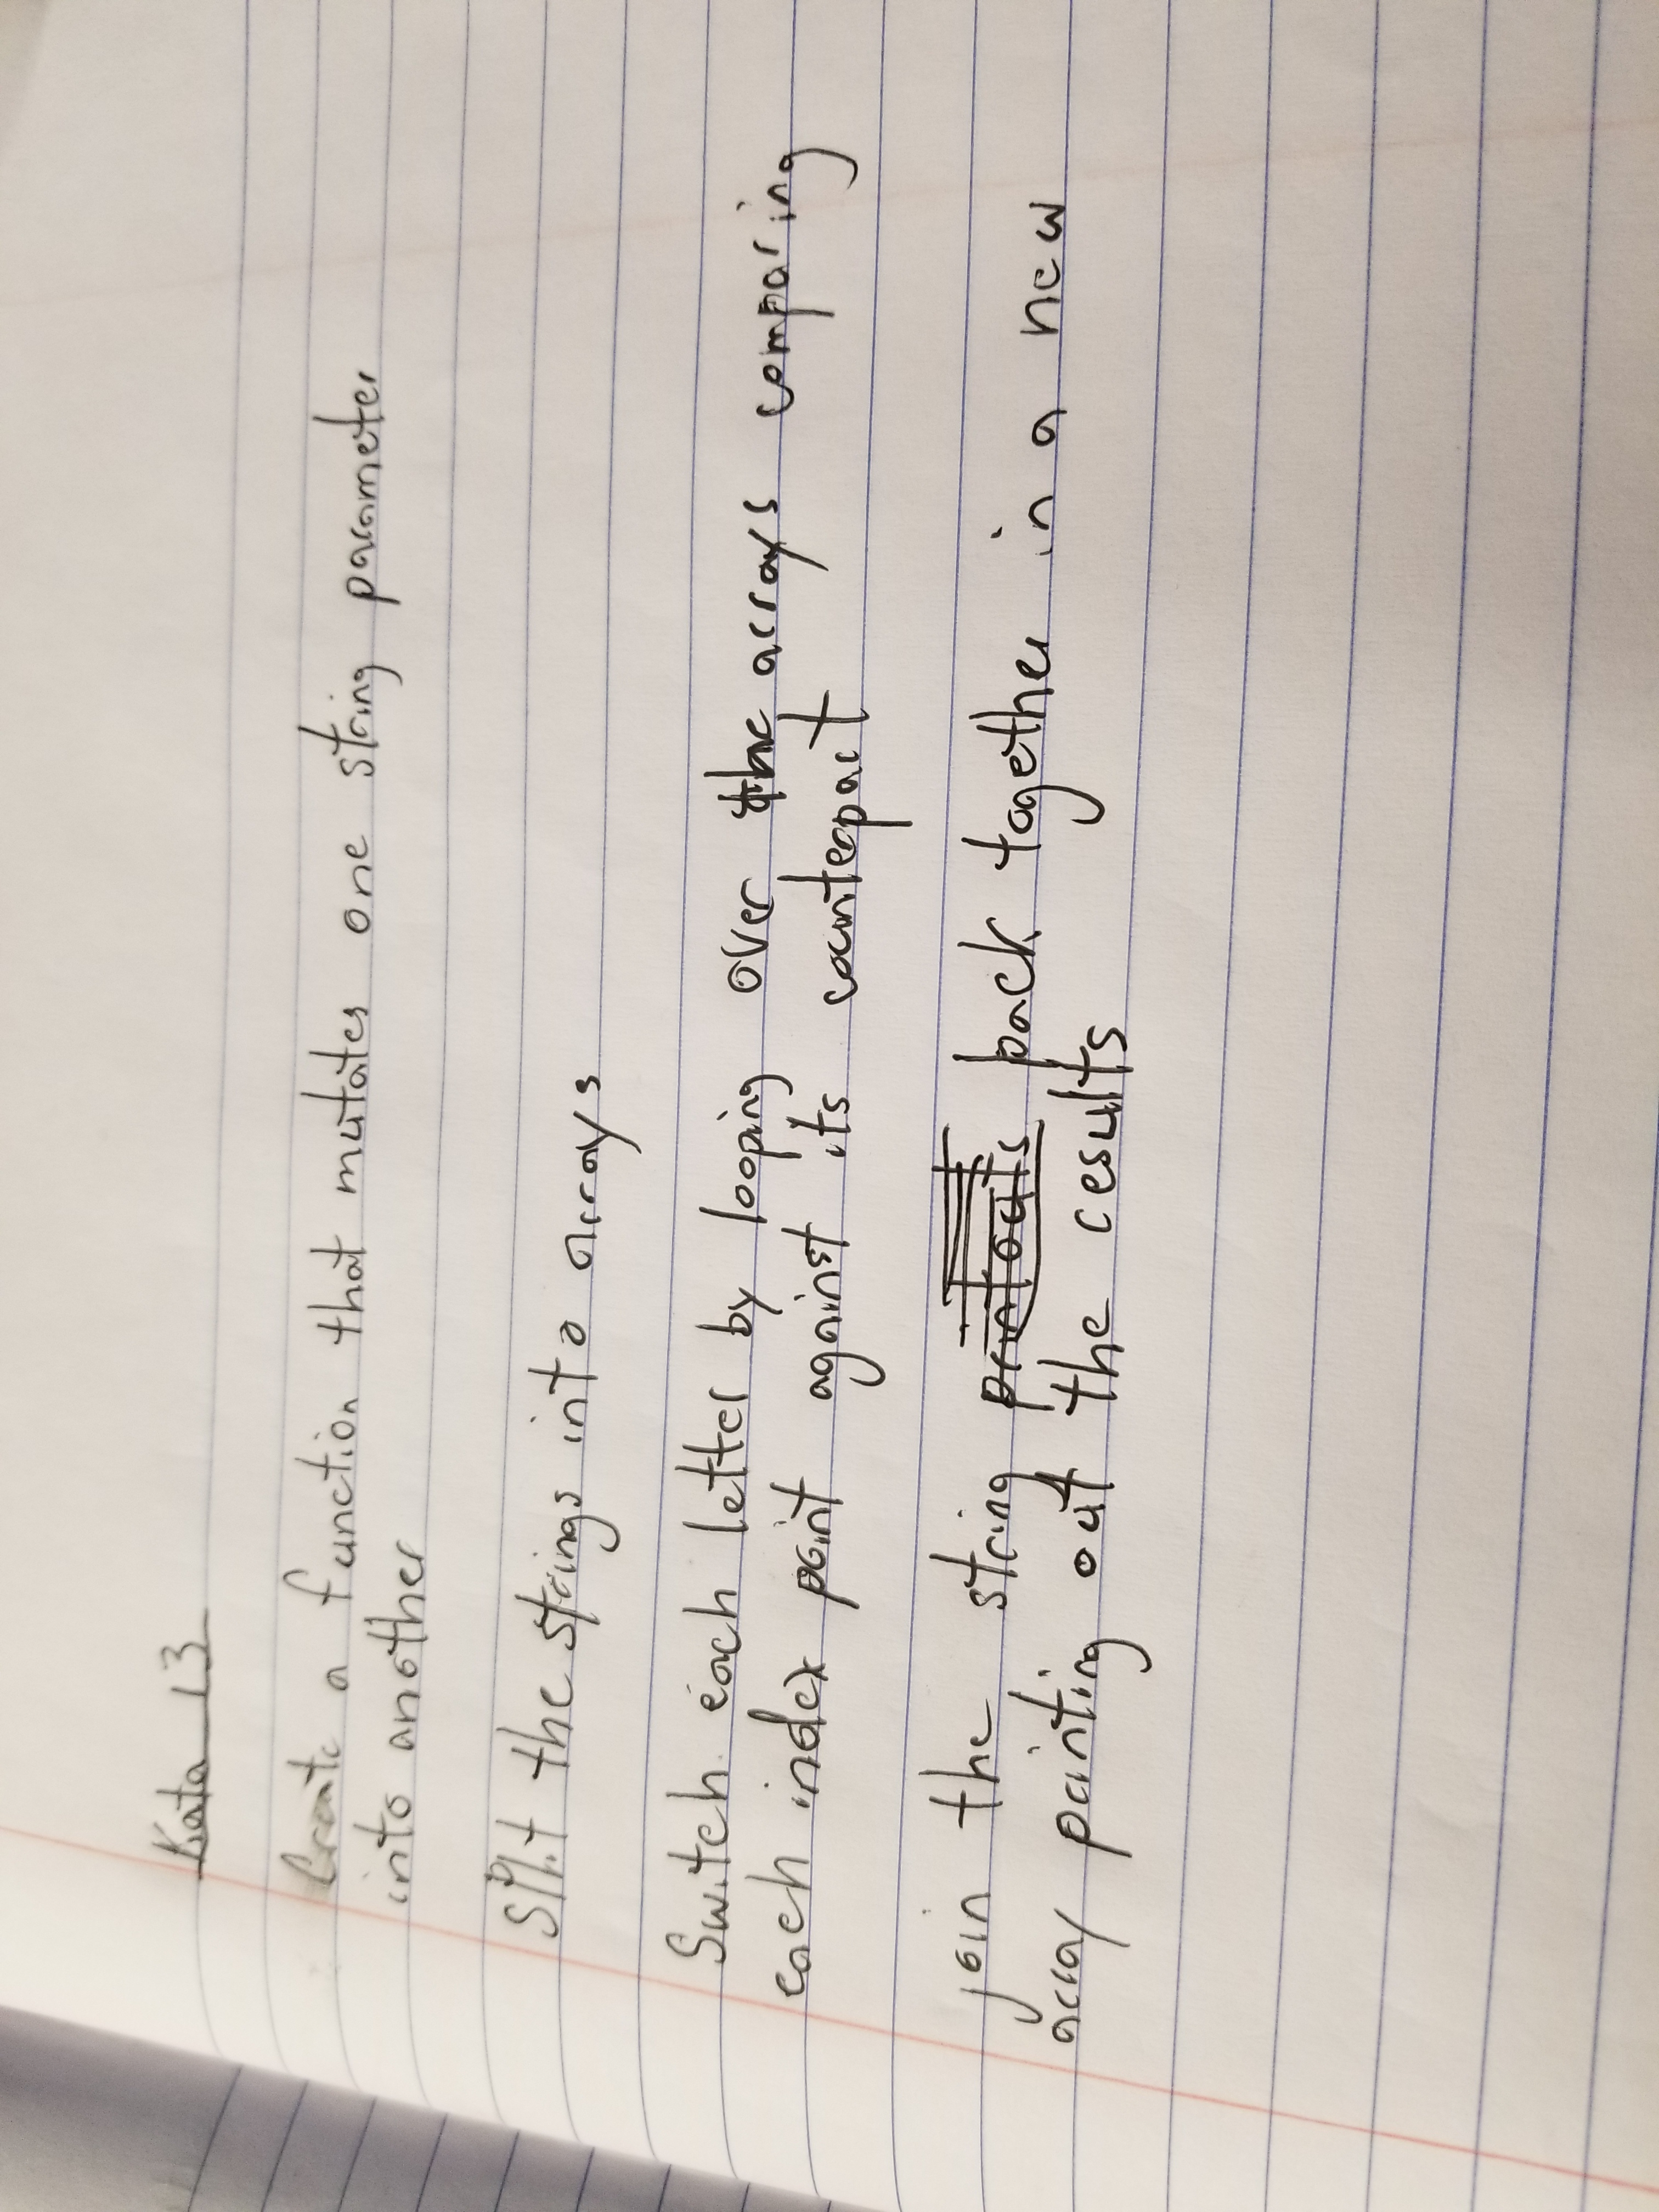 Kata 13
Create a function that mutates one string parameter
into another
SPlit the strings into arrays
Switch each letter by looping over the arrays comparing
each index point against its counterpart
join the string printouts back together in a new
array printing out the results